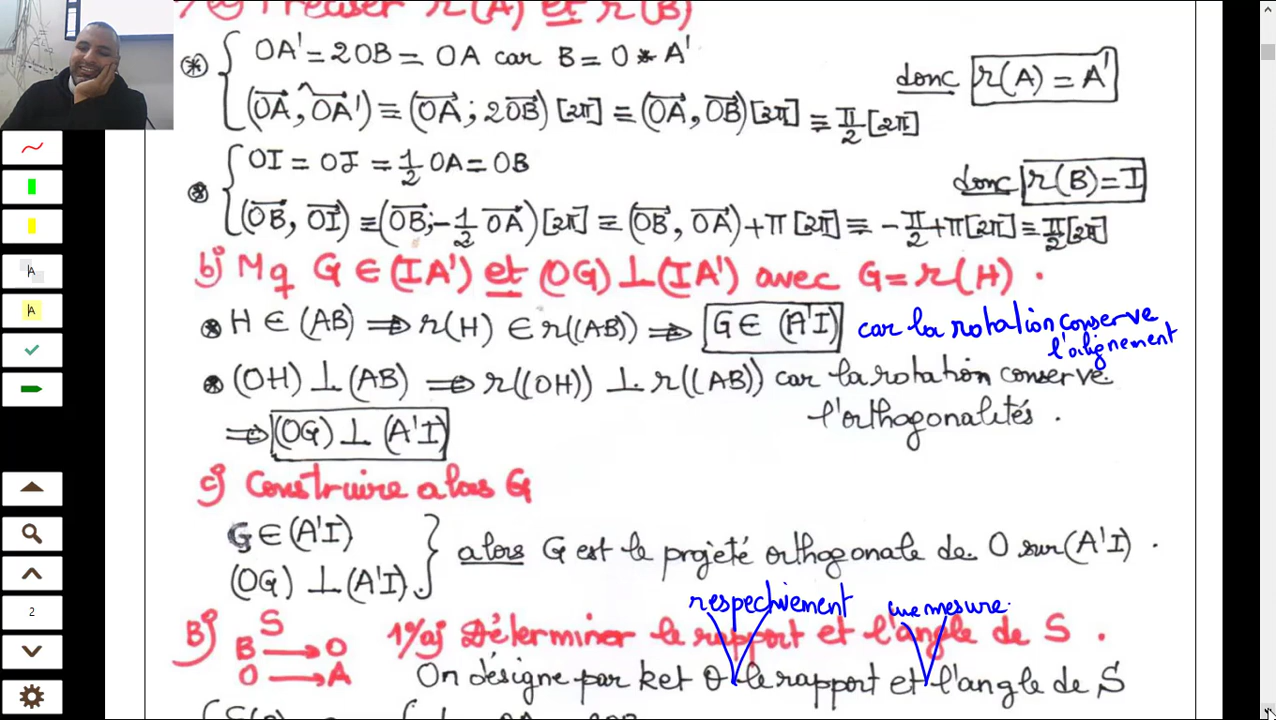 Préciser r(A) et r(B)
{ OA' = 2OB = OA car B = O * A'
(OA, OA') ≡ (OA; 2OB) [2π] ≡ (OA, OB) [2π] ≡ π/2 [2π]
donc r(A) = A'
{ OI = OJ = 1/2 OA = OB
(OB, OI) ≡ (OB; -1/2 OA) [2π] ≡ (OB, OA) + π [2π] ≡ -π/2 + π [2π] ≡ π/2 [2π]
donc r(B) = I
b) Mq G ∈ (IA') et (OG) ⊥ (IA') avec G = r(H) .
* H ∈ (AB) ⟹ r(H) ∈ r((AB)) ⟹ G ∈ (A'I) car la rotation conserve
l'alignement
* (OH) ⊥ (AB) ⟹ r((OH)) ⊥ r((AB)) car la rotation conserve
l'orthogonalités .
⟹ (OG) ⊥ (A'I)
c) Construire alors G
G ∈ (A'I)
(OG) ⊥ (A'I) . } alors G est le projeté orthogonale de O sur (A'I) .
respectivement une mesure
B) S
B ⟶ O
O ⟶ A
1°/a) Déterminer le rapport et l'angle de S .
On désigne par k et θ le rapport et l'angle de S
A
A
2